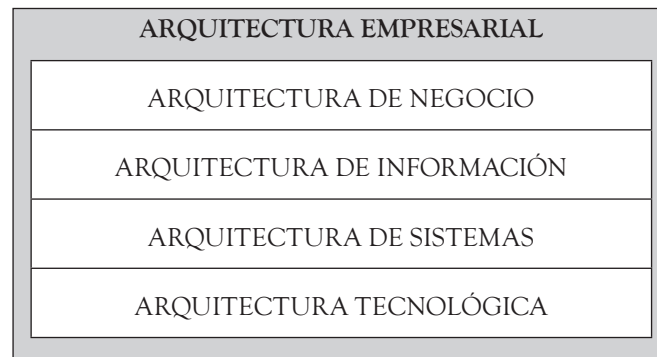 ARQUITECTURA EMPRESARIAL
ARQUITECTURA DE NEGOCIO
ARQUITECTURA DE INFORMACIÓN
ARQUITECTURA DE SISTEMAS
ARQUITECTURA TECNOLÓGICA